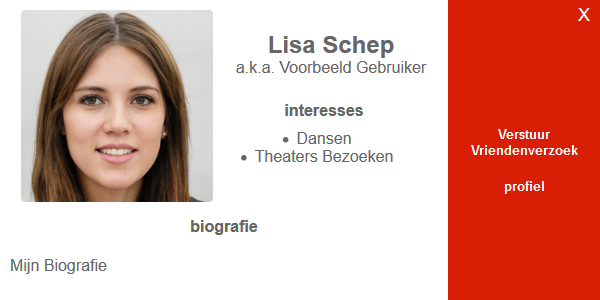 X
Lisa Schep
a.k.a. Voorbeeld Gebruiker
interesses
Dansen
Theaters Bezoeken
Verstuur
Vriendenverzoek
profiel
biografie
Mijn Biografie